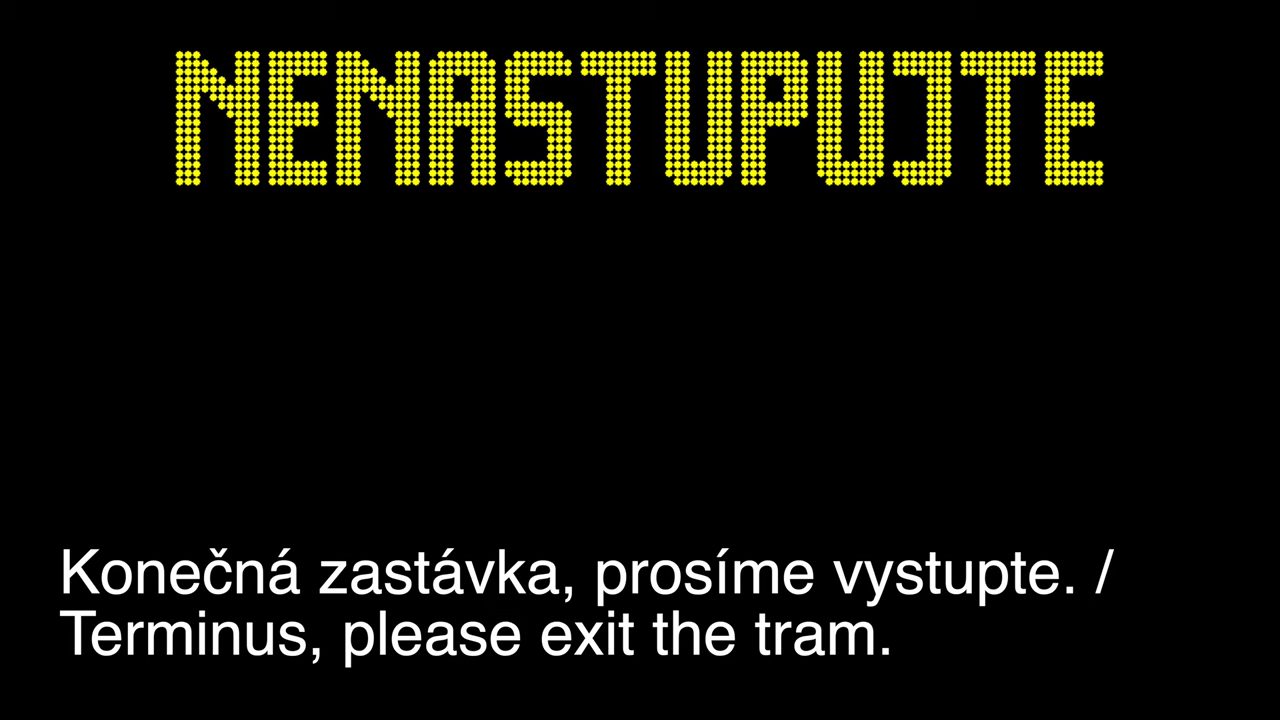 NENASTUPUJTE
Konečná zastávka, prosíme vystupte. /
Terminus, please exit the tram.